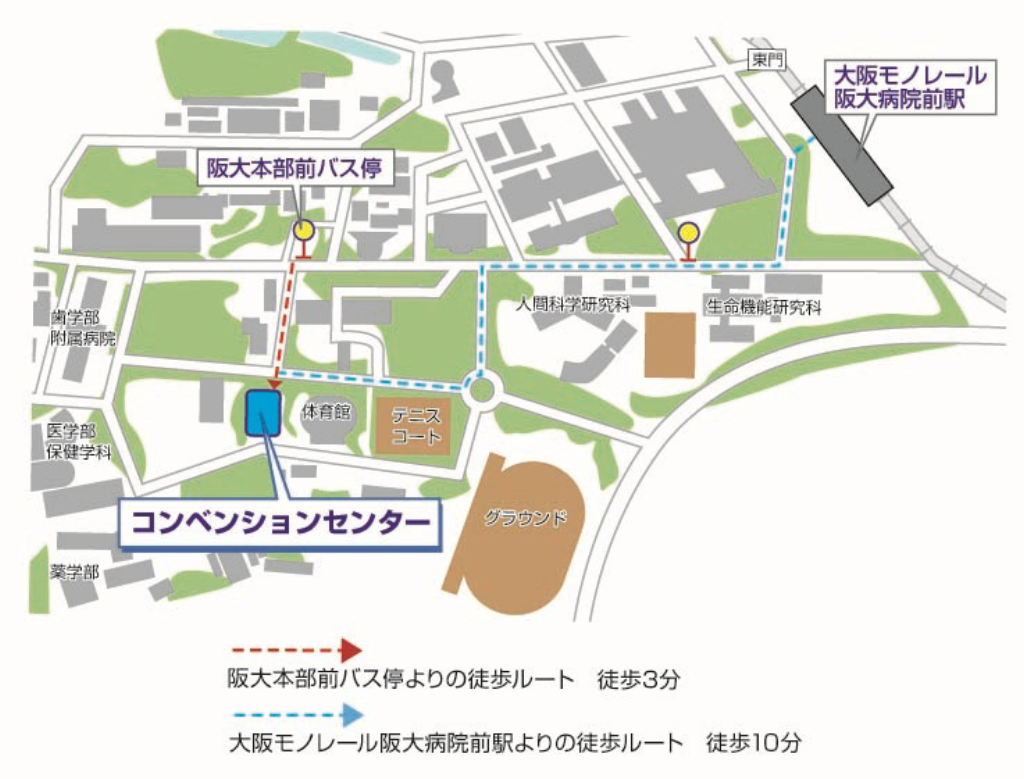 東門
大阪モノレール
阪大病院前駅
阪大本部前バス停
人間科学研究科
生命機能研究科
歯学部
附属病院
体育館
テニス
コート
医学部
保健学科
コンベンションセンター
グラウンド
薬学部
阪大本部前バス停よりの徒歩ルート 徒歩3分
大阪モノレール阪大病院前駅よりの徒歩ルート 徒歩10分